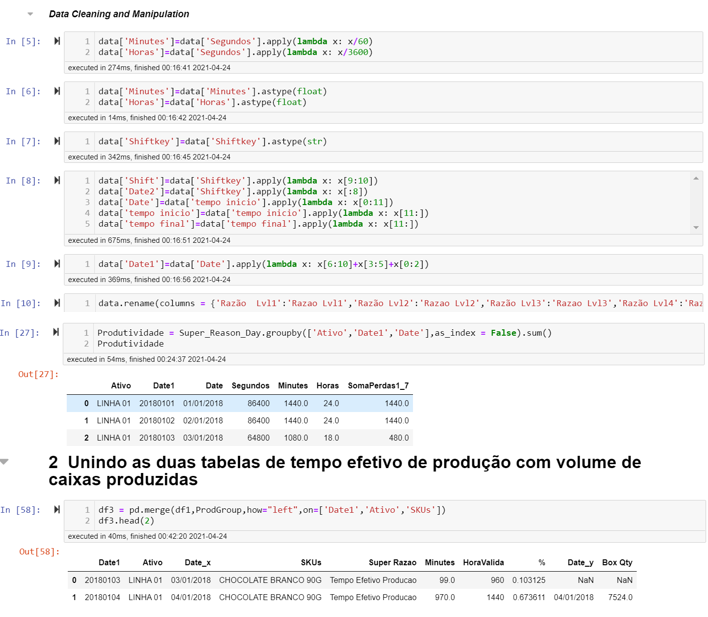 Data Cleaning and Manipulation
In [5]:
1 data['Minutes']=data['Segundos'].apply(lambda x: x/60)
2 data['Horas']=data['Segundos'].apply(lambda x: x/3600)
executed in 274ms, finished 00:16:41 2021-04-24
In [6]:
1 data['Minutes']=data['Minutes'].astype(float)
2 data['Horas']=data['Horas'].astype(float)
executed in 14ms, finished 00:16:42 2021-04-24
In [7]:
1 data['Shiftkey']=data['Shiftkey'].astype(str)
executed in 342ms, finished 00:16:45 2021-04-24
In [8]:
1 data['Shift']=data['Shiftkey'].apply(lambda x: x[9:10])
2 data['Date2']=data['Shiftkey'].apply(lambda x: x[:8])
3 data['Date']=data['tempo inicio'].apply(lambda x: x[0:11])
4 data['tempo inicio']=data['tempo inicio'].apply(lambda x: x[11:])
5 data['tempo final']=data['tempo final'].apply(lambda x: x[11:])
executed in 675ms, finished 00:16:51 2021-04-24
In [9]:
1 data['Date1']=data['Date'].apply(lambda x: x[6:10]+x[3:5]+x[0:2])
executed in 369ms, finished 00:16:56 2021-04-24
In [10]:
1 data.rename(columns = {'Razão  Lvl1':'Razao Lvl1','Razão Lvl2':'Razao Lvl2','Razão Lvl3':'Razao Lvl3','Razão Lvl4':'Raz
In [27]:
1 Produtividade = Super_Reason_Day.groupby(['Ativo','Date1','Date'],as_index = False).sum()
2 Produtividade
executed in 54ms, finished 00:24:37 2021-04-24
Out[27]:
Ativo Date1 Date Segundos Minutes Horas SomaPerdas1_7
0 LINHA 01 20180101 01/01/2018 86400 1440.0 24.0 1440.0
1 LINHA 01 20180102 02/01/2018 86400 1440.0 24.0 1440.0
2 LINHA 01 20180103 03/01/2018 64800 1080.0 18.0 480.0
2 Unindo as duas tabelas de tempo efetivo de produção com volume de
caixas produzidas
In [58]:
1 df3 = pd.merge(df1,ProdGroup,how="left",on=['Date1','Ativo','SKUs'])
2 df3.head(2)
executed in 40ms, finished 00:42:20 2021-04-24
Out[58]:
Date1 Ativo Date_x SKUs Super Razao Minutes HoraValida % Date_y Box Qty
0 20180103 LINHA 01 03/01/2018 CHOCOLATE BRANCO 90G Tempo Efetivo Producao 99.0 960 0.103125 NaN NaN
1 20180104 LINHA 01 04/01/2018 CHOCOLATE BRANCO 90G Tempo Efetivo Producao 970.0 1440 0.673611 04/01/2018 7524.0